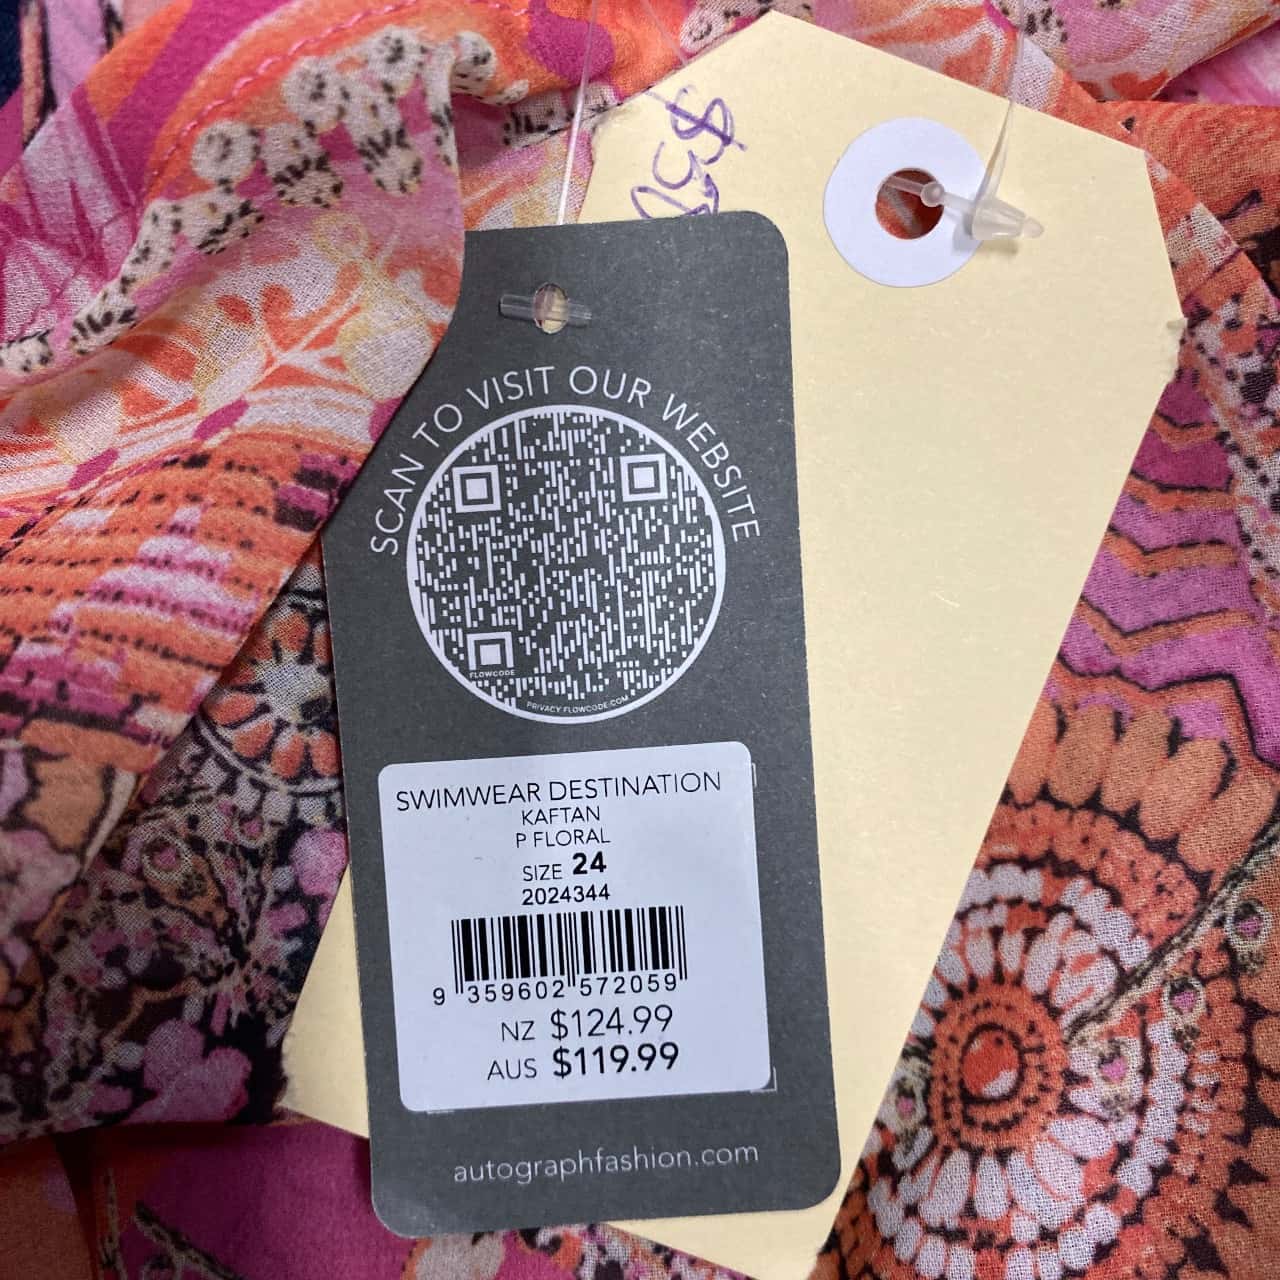 SCAN TO VISIT OUR WEBSITE
FLOWCODE
PRIVACY.FLOWCODE.COM
SWIMWEAR DESTINATION
KAFTAN
P FLORAL
SIZE 24
2024344
9 359602 572059
NZ $124.99
AUS $119.99
autographfashion.com